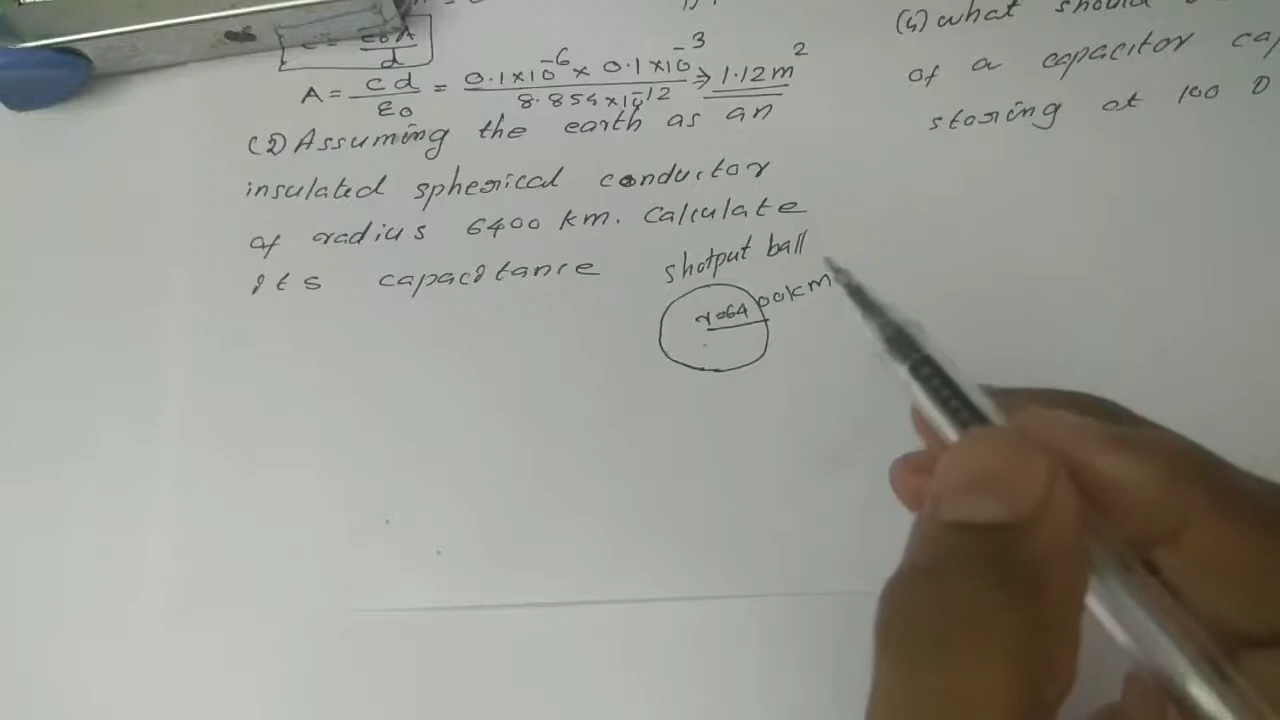 C = ε0A / d
A = cd / ε0 = 0.1×10^-6 × 0.1×10^-3 / 8.854×10^-12 ⇒ 1.12m^2
(2) Assuming the earth as an
insulated spherical conductor
of radius 6400 km. calculate
its capacitance
shotput ball
r=6400km
(4) what should
of a capacitor
storing at 100